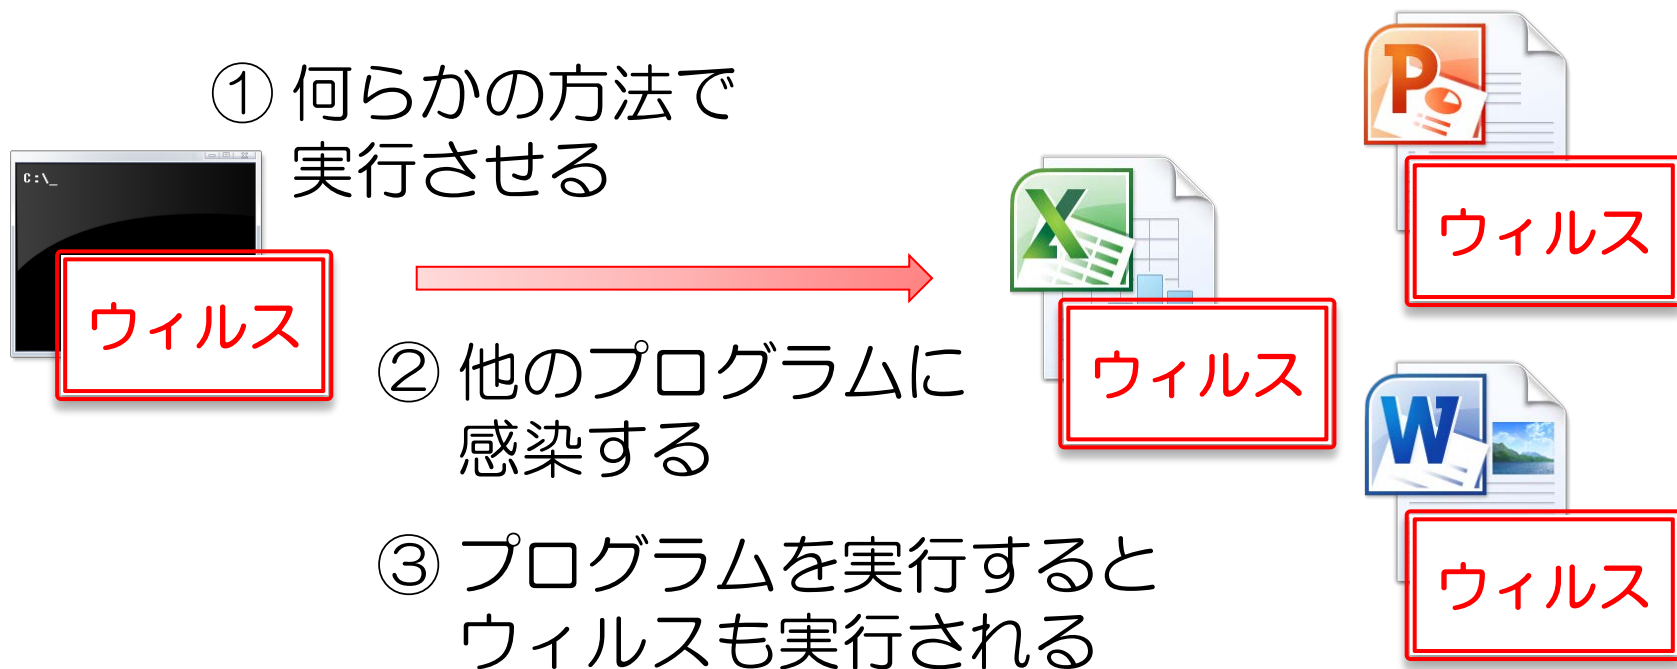 ① 何らかの方法で
実行させる
C:\_
ウィルス
② 他のプログラムに
感染する
③ プログラムを実行すると
ウィルスも実行される
X
ウィルス
P
ウィルス
W
ウィルス